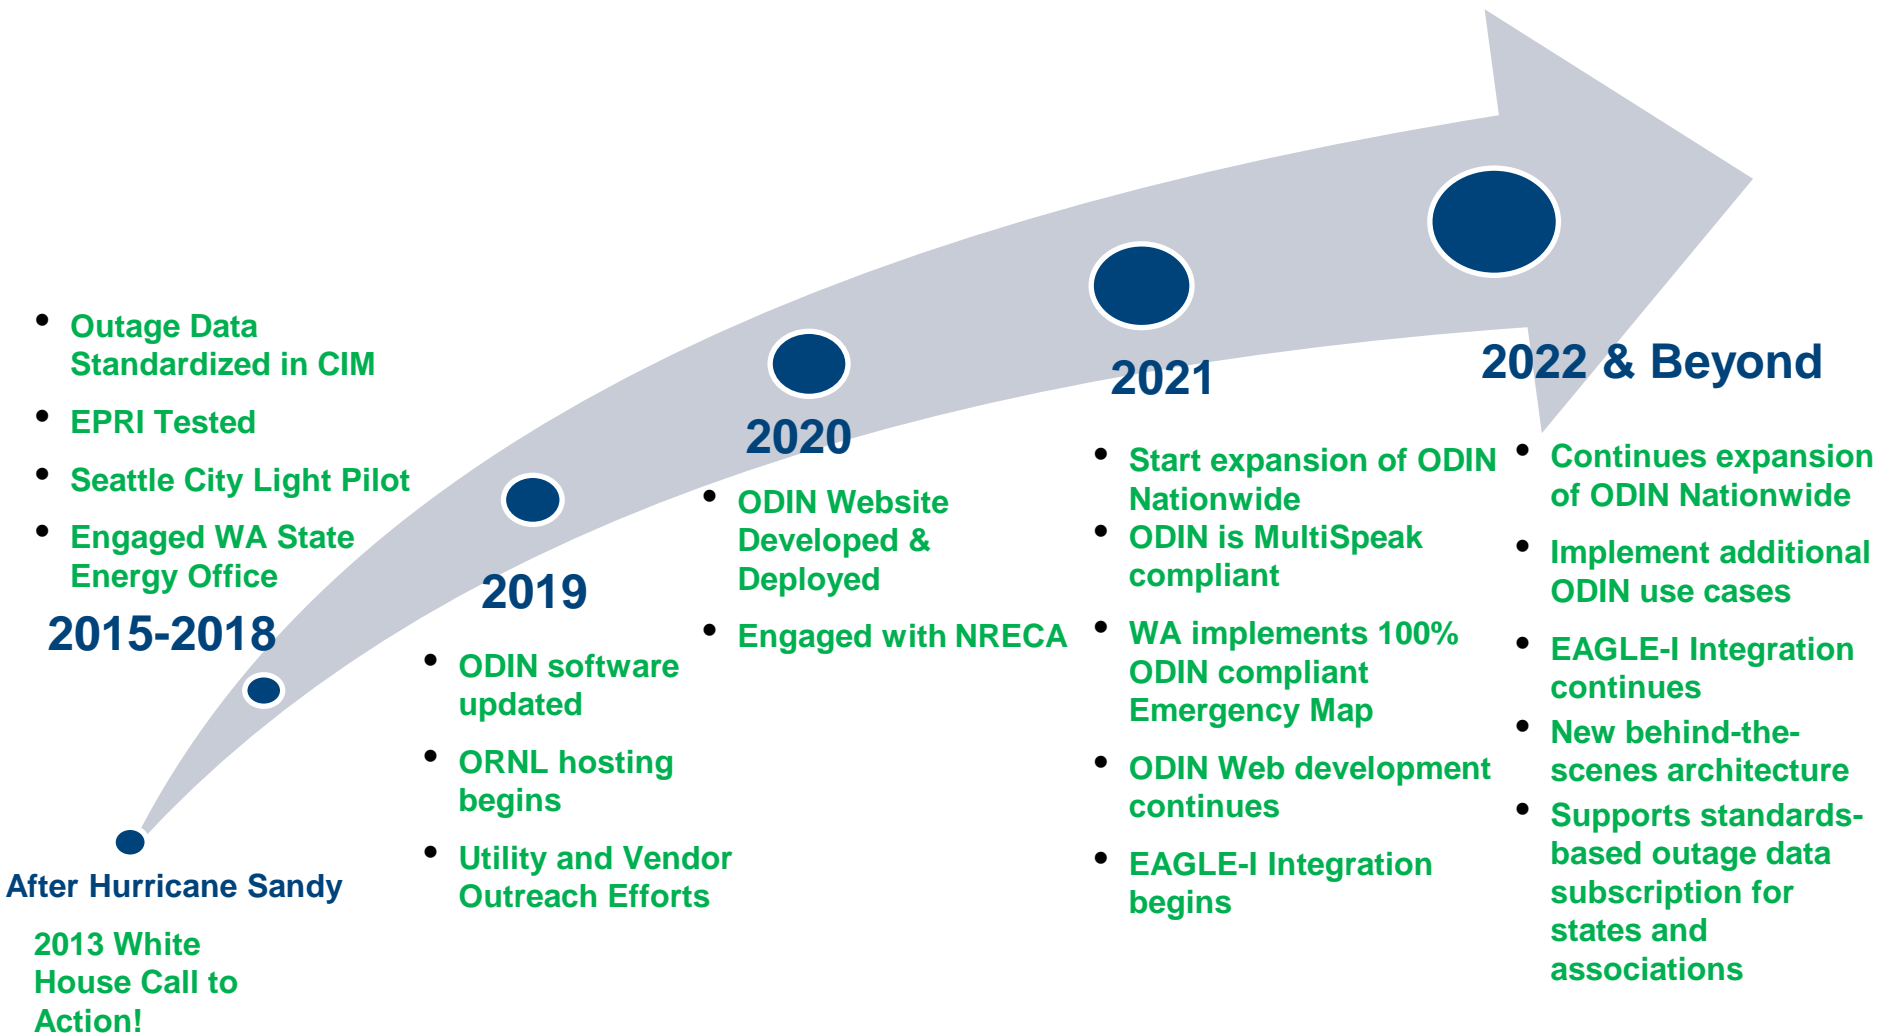 • Outage Data
Standardized in CIM
• EPRI Tested
• Seattle City Light Pilot
• Engaged WA State
Energy Office
2015-2018
After Hurricane Sandy
2013 White
House Call to
Action!
2019
• ODIN software
updated
• ORNL hosting
begins
• Utility and Vendor
Outreach Efforts
2020
• ODIN Website
Developed &
Deployed
• Engaged with NRECA
2021
• Start expansion of ODIN
Nationwide
• ODIN is MultiSpeak
compliant
• WA implements 100%
ODIN compliant
Emergency Map
• ODIN Web development
continues
• EAGLE-I Integration
begins
2022 & Beyond
• Continues expansion
of ODIN Nationwide
• Implement additional
ODIN use cases
• EAGLE-I Integration
continues
• New behind-the-
scenes architecture
• Supports standards-
based outage data
subscription for
states and
associations